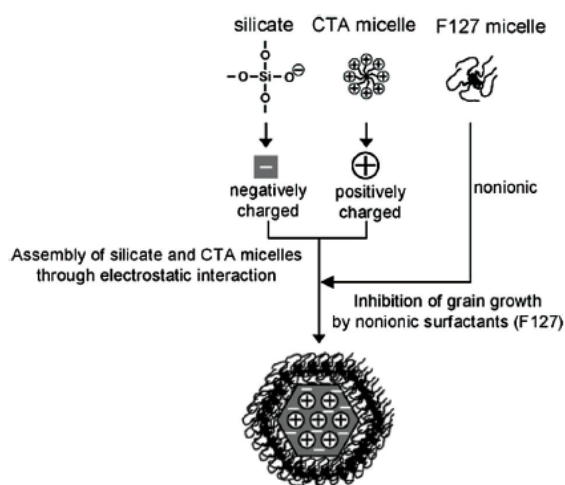 silicate CTA micelle F127 micelle
O
O Si O⊖
O
− +
negatively charged
positively charged
nonionic
Assembly of silicate and CTA micelles
through electrostatic interaction
Inhibition of grain growth
by nonionic surfactants (F127)